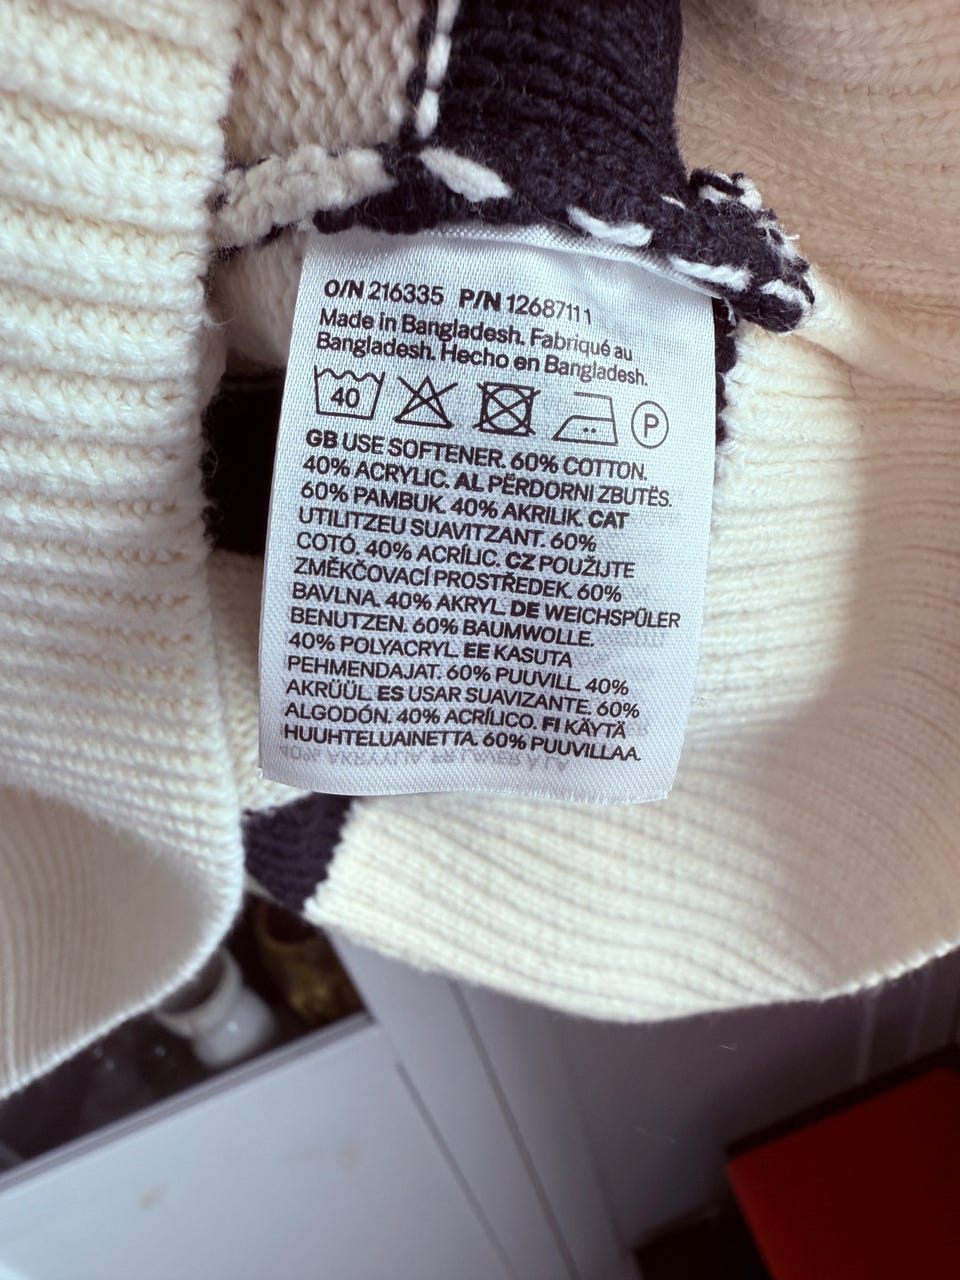 O/N 216335 P/N 12687111
Made in Bangladesh. Fabriqué au
Bangladesh. Hecho en Bangladesh.
40 P
GB USE SOFTENER. 60% COTTON.
40% ACRYLIC. AL PËRDORNI ZBUTËS.
60% PAMBUK. 40% AKRILIK. CAT
UTILITZEU SUAVITZANT. 60%
COTÓ. 40% ACRÍLIC. CZ POUŽIJTE
ZMĚKČOVACÍ PROSTŘEDEK. 60%
BAVLNA. 40% AKRYL. DE WEICHSPÜLER
BENUTZEN. 60% BAUMWOLLE.
40% POLYACRYL. EE KASUTA
PEHMENDAJAT. 60% PUUVILL. 40%
AKRÜÜL. ES USAR SUAVIZANTE. 60%
ALGODÓN. 40% ACRÍLICO. FI KÄYTÄ
HUUHTELUAINETTA. 60% PUUVILLAA.